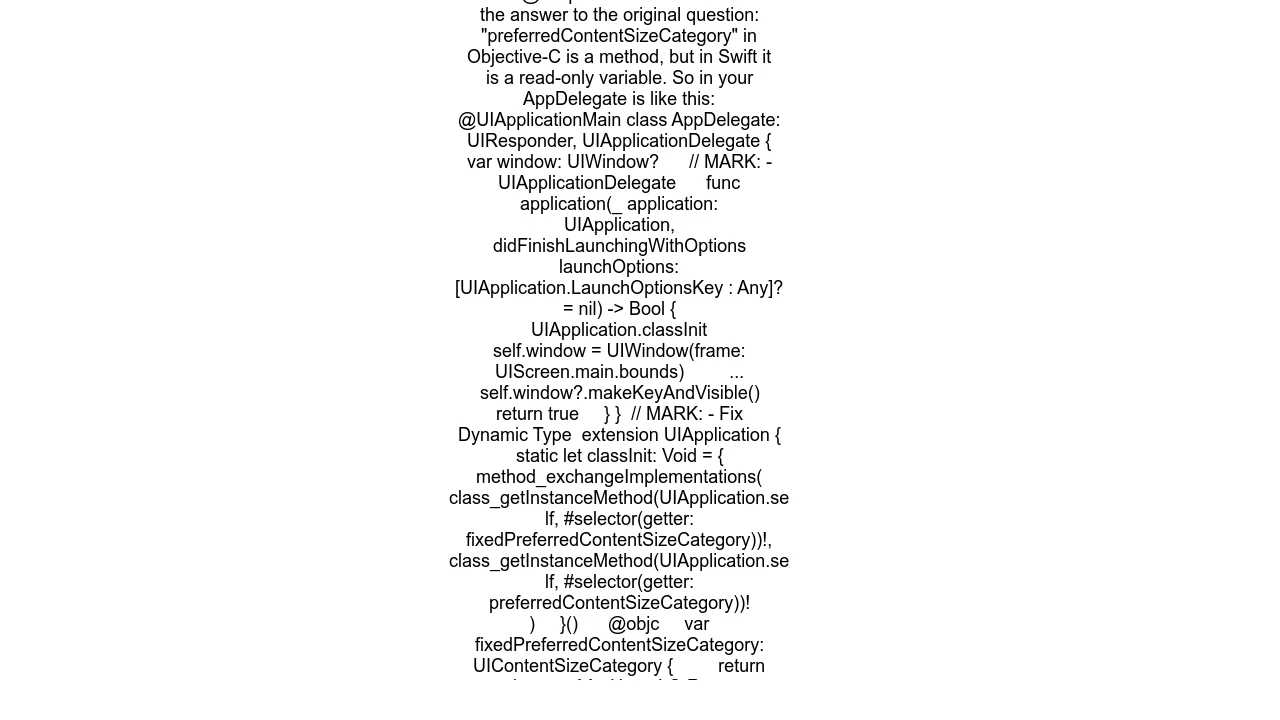 the answer to the original question:
"preferredContentSizeCategory" in
Objective-C is a method, but in Swift it
is a read-only variable. So in your
AppDelegate is like this:
@UIApplicationMain class AppDelegate:
UIResponder, UIApplicationDelegate {
var window: UIWindow? // MARK: -
UIApplicationDelegate func
application(_ application:
UIApplication,
didFinishLaunchingWithOptions
launchOptions:
[UIApplication.LaunchOptionsKey : Any]?
= nil) -> Bool {
UIApplication.classInit
self.window = UIWindow(frame:
UIScreen.main.bounds) ...
self.window?.makeKeyAndVisible()
return true } } // MARK: - Fix
Dynamic Type extension UIApplication {
static let classInit: Void = {
method_exchangeImplementations(
class_getInstanceMethod(UIApplication.se
lf, #selector(getter:
fixedPreferredContentSizeCategory))!,
class_getInstanceMethod(UIApplication.se
lf, #selector(getter:
preferredContentSizeCategory))!
) }() @objc var
fixedPreferredContentSizeCategory:
UIContentSizeCategory { return